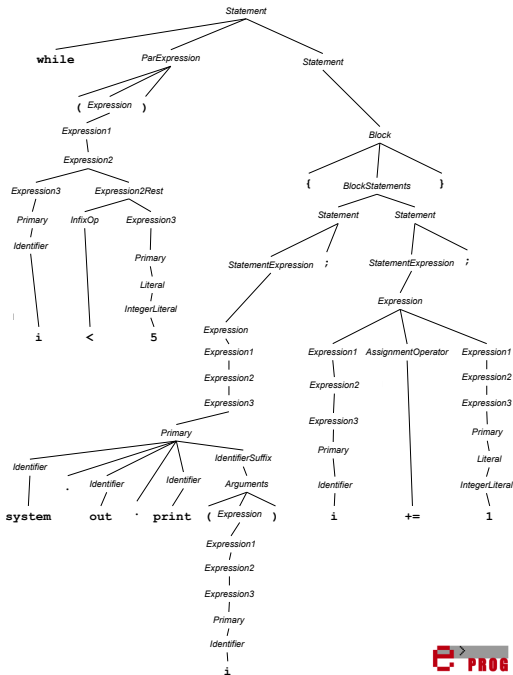 Statement
while ParExpression Statement
( Expression )
Expression1 Block
Expression2
Expression3 Expression2Rest { BlockStatements }
Primary InfixOp Expression3 Statement Statement
Identifier
Primary StatementExpression ; StatementExpression ;
Literal
IntegerLiteral Expression
i < 5 Expression
Expression1 Expression1 AssignmentOperator Expression1
Expression2 Expression2 Expression2
Expression3 Expression3 Expression3
Primary Primary Primary
Identifier . Identifier . Identifier IdentifierSuffix Literal
Arguments Identifier IntegerLiteral
system out print ( Expression ) i += 1
Expression1
Expression2
Expression3
Primary
Identifier
i
e PROG